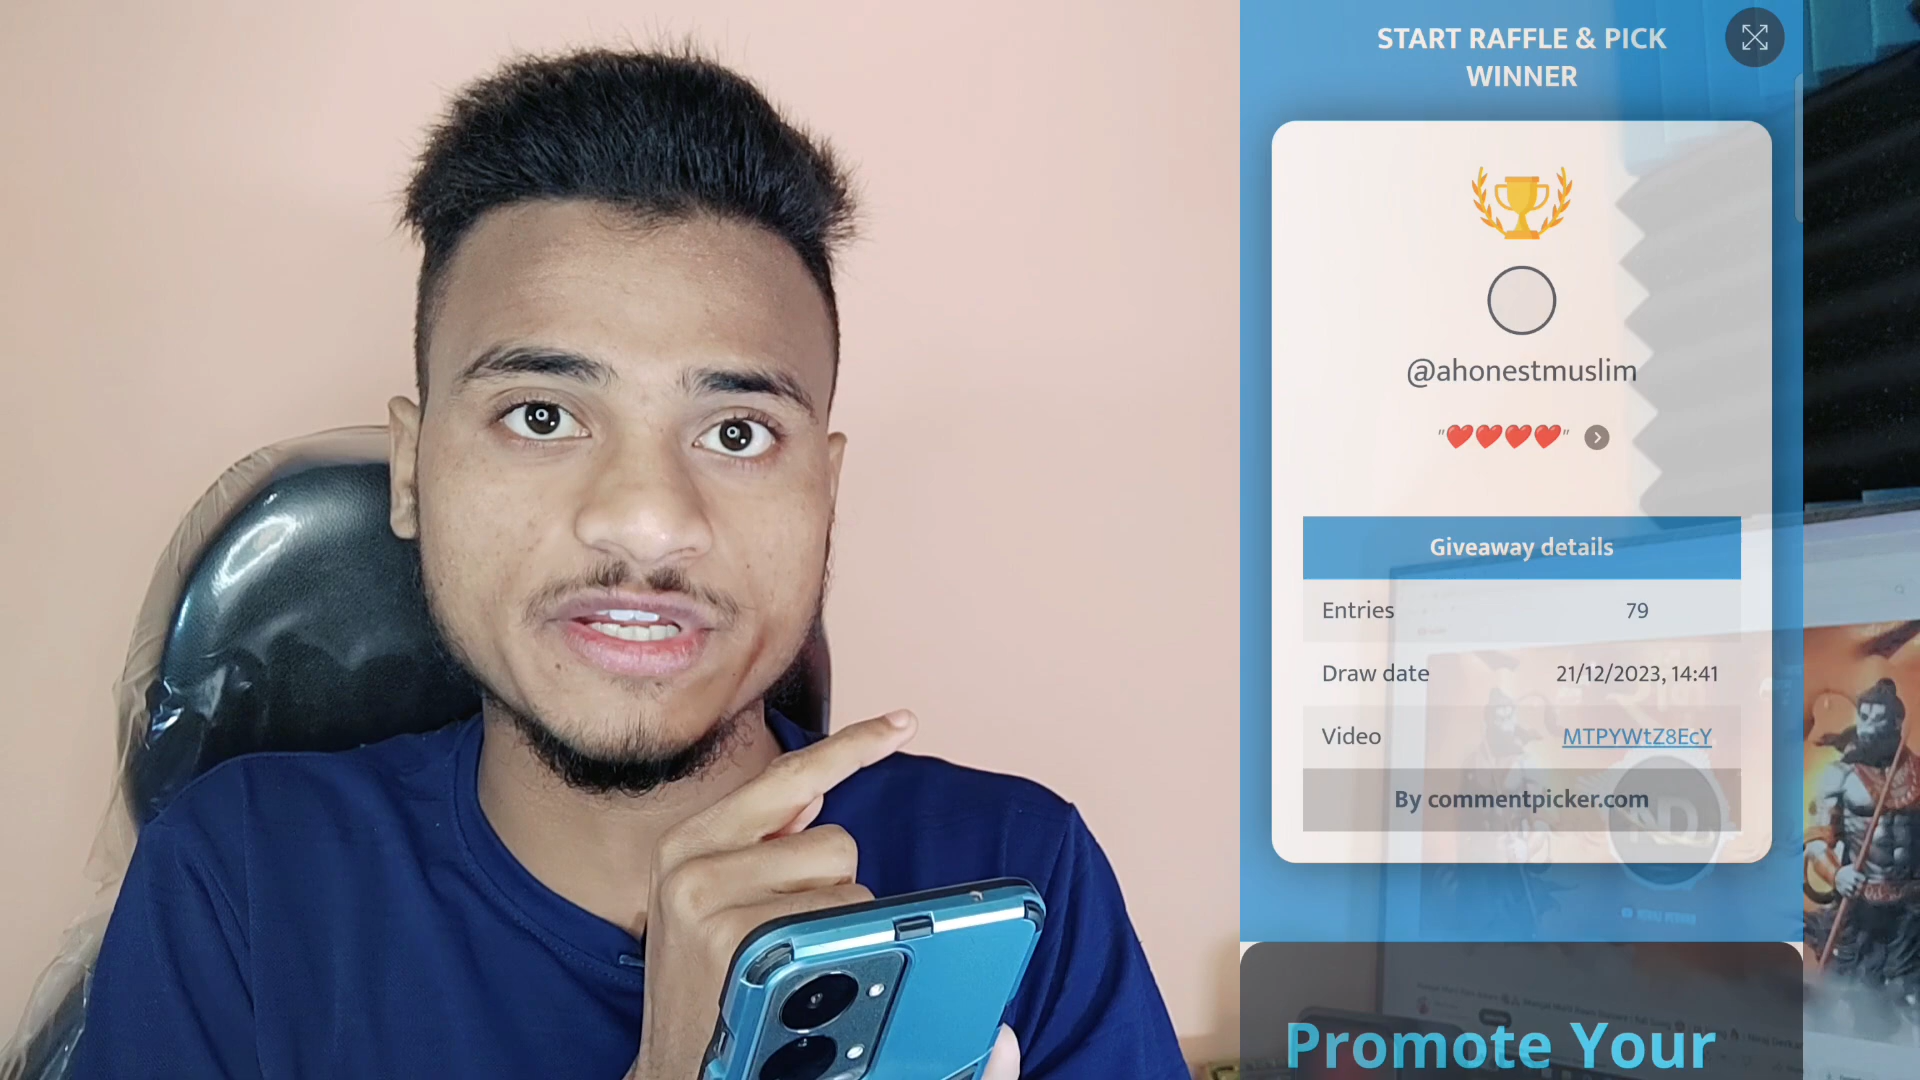 START RAFFLE & PICK
WINNER
@ahonestmuslim
"❤️❤️❤️❤️"
Giveaway details
Entries 79
Draw date 21/12/2023, 14:41
Video MTPYWtZ8EcY
By commentpicker.com
ND
Promote Your